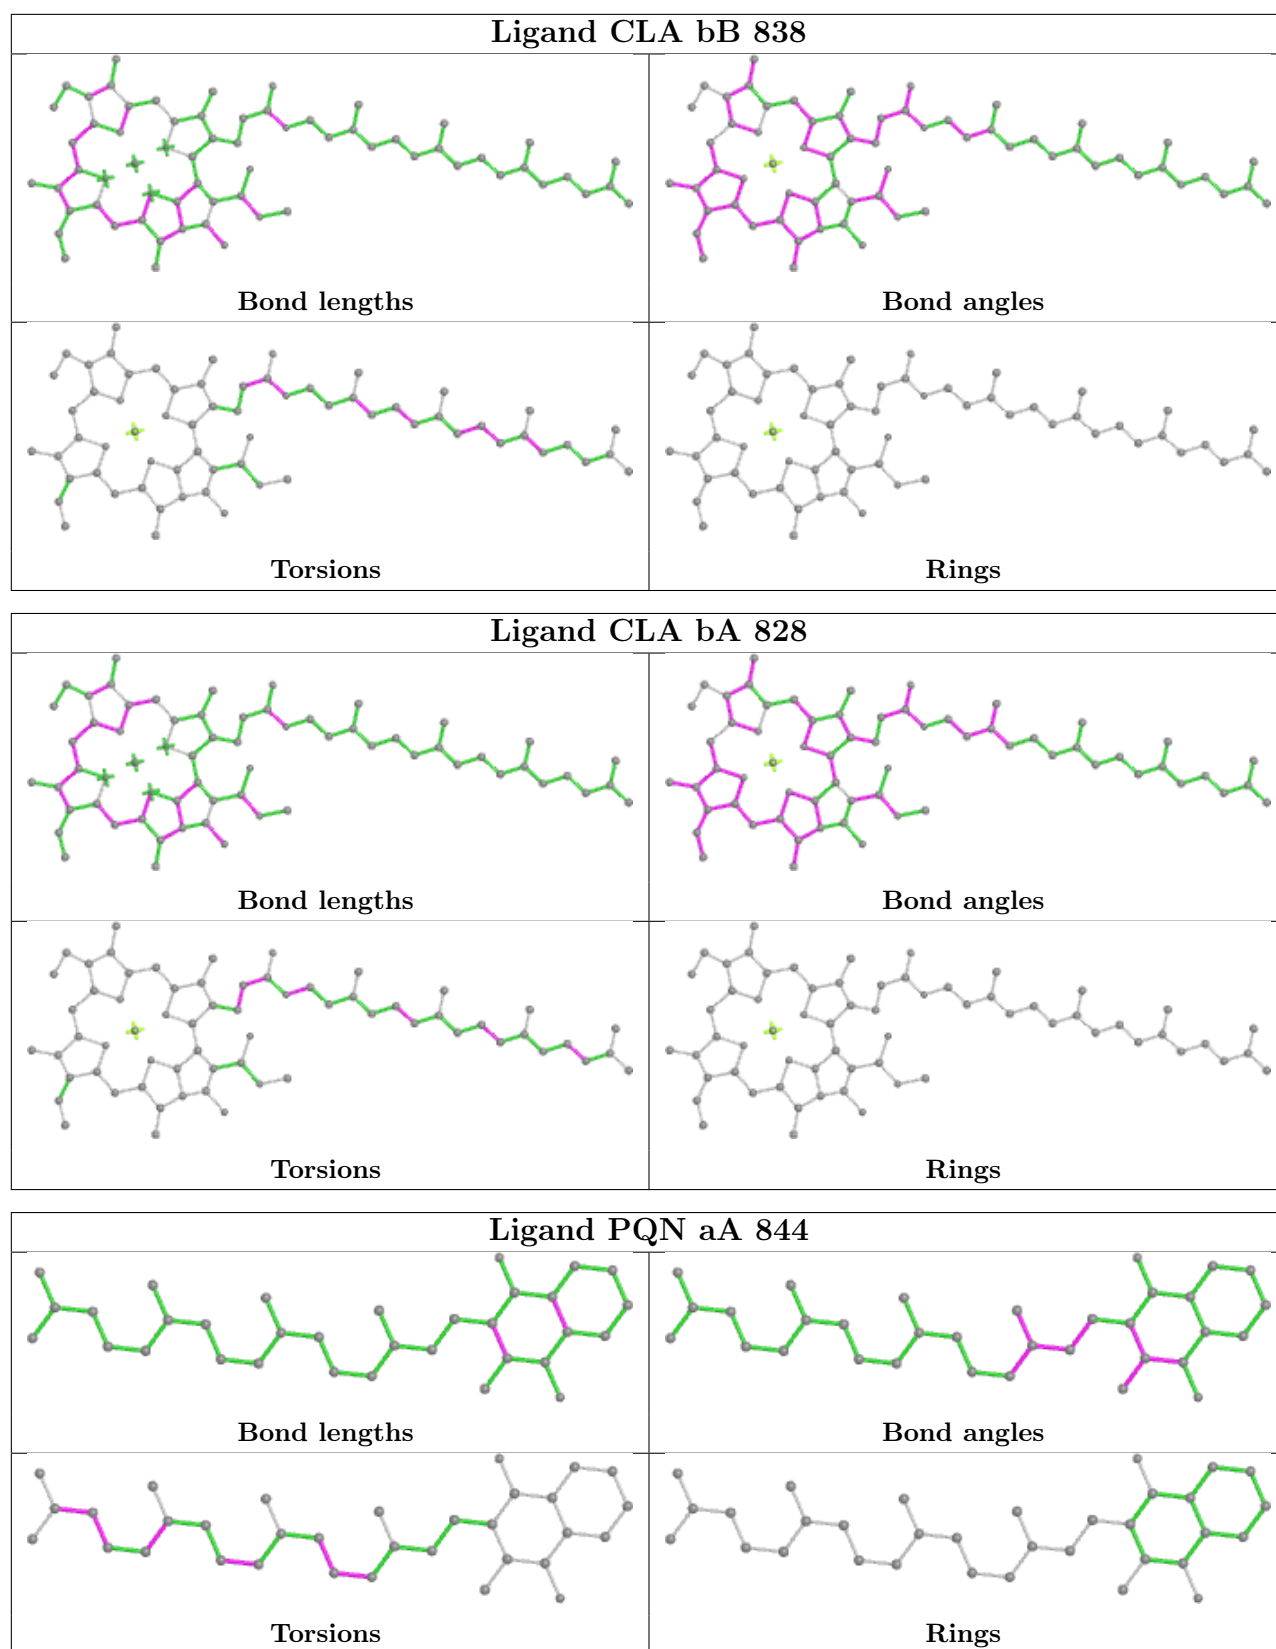 Ligand CLA bB 838
Bond lengths
Bond angles
Torsions
Rings
Ligand CLA bA 828
Bond lengths
Bond angles
Torsions
Rings
Ligand PQN aA 844
Bond lengths
Bond angles
Torsions
Rings